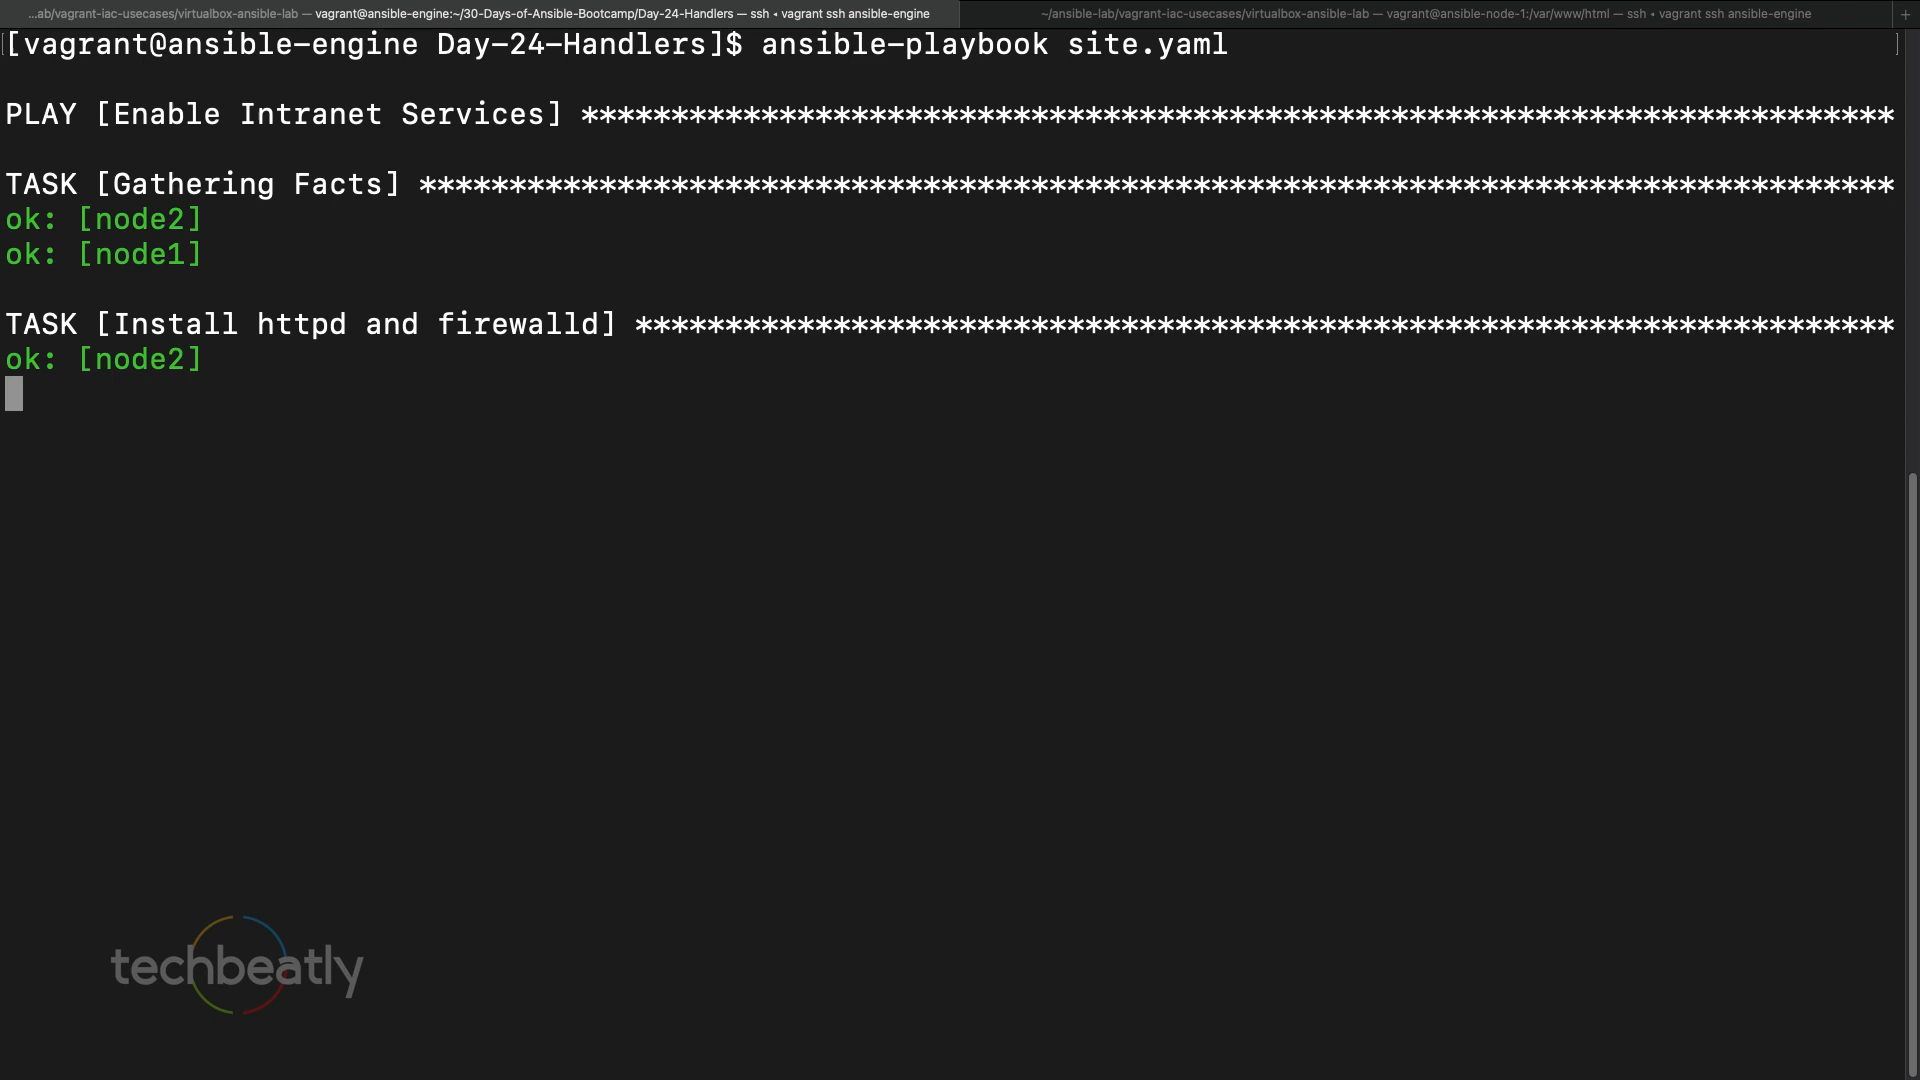 ...ab/vagrant-iac-usecases/virtualbox-ansible-lab — vagrant@ansible-engine:~/30-Days-of-Ansible-Bootcamp/Day-24-Handlers — ssh ◂ vagrant ssh ansible-engine
~/ansible-lab/vagrant-iac-usecases/virtualbox-ansible-lab — vagrant@ansible-node-1:/var/www/html — ssh ◂ vagrant ssh ansible-engine
+
[vagrant@ansible-engine Day-24-Handlers]$ ansible-playbook site.yaml
PLAY [Enable Intranet Services] *************************************************************************
TASK [Gathering Facts] **********************************************************************************
ok: [node2]
ok: [node1]
TASK [Install httpd and firewalld] **********************************************************************
ok: [node2]
techbeatly